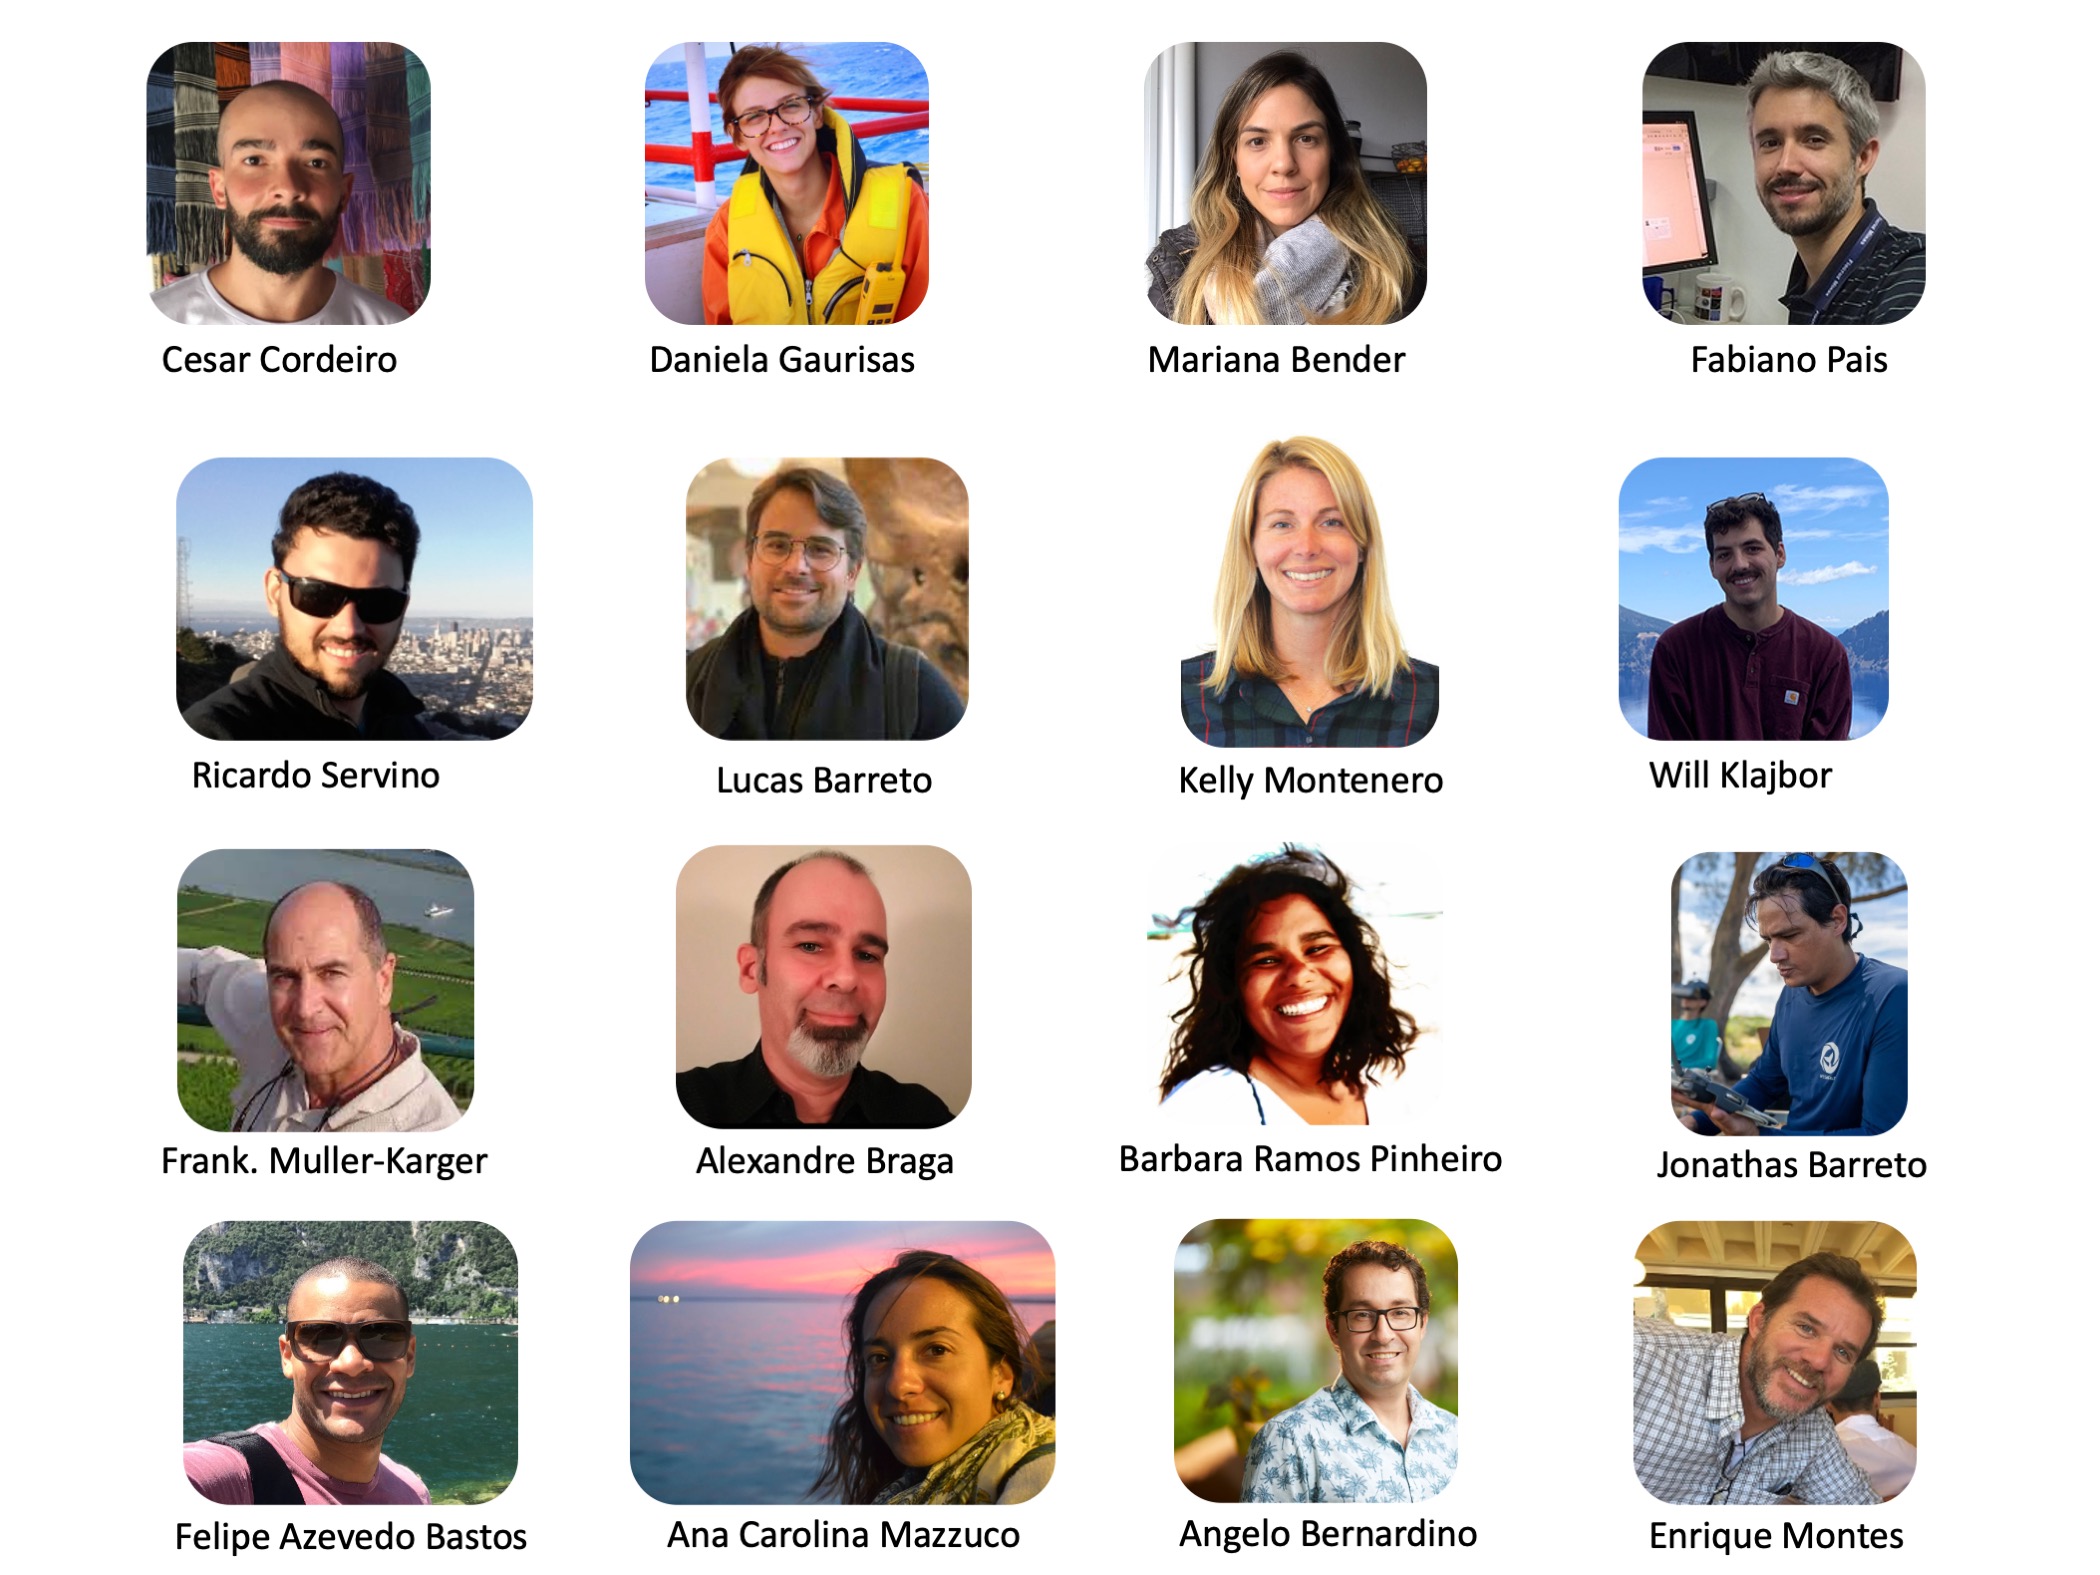 Cesar Cordeiro
Daniela Gaurisas
Mariana Bender
Fabiano Pais
Ricardo Servino
Lucas Barreto
Kelly Montenero
Will Klajbor
Frank. Muller-Karger
Alexandre Braga
Barbara Ramos Pinheiro
Jonathas Barreto
Felipe Azevedo Bastos
Ana Carolina Mazzuco
Angelo Bernardino
Enrique Montes